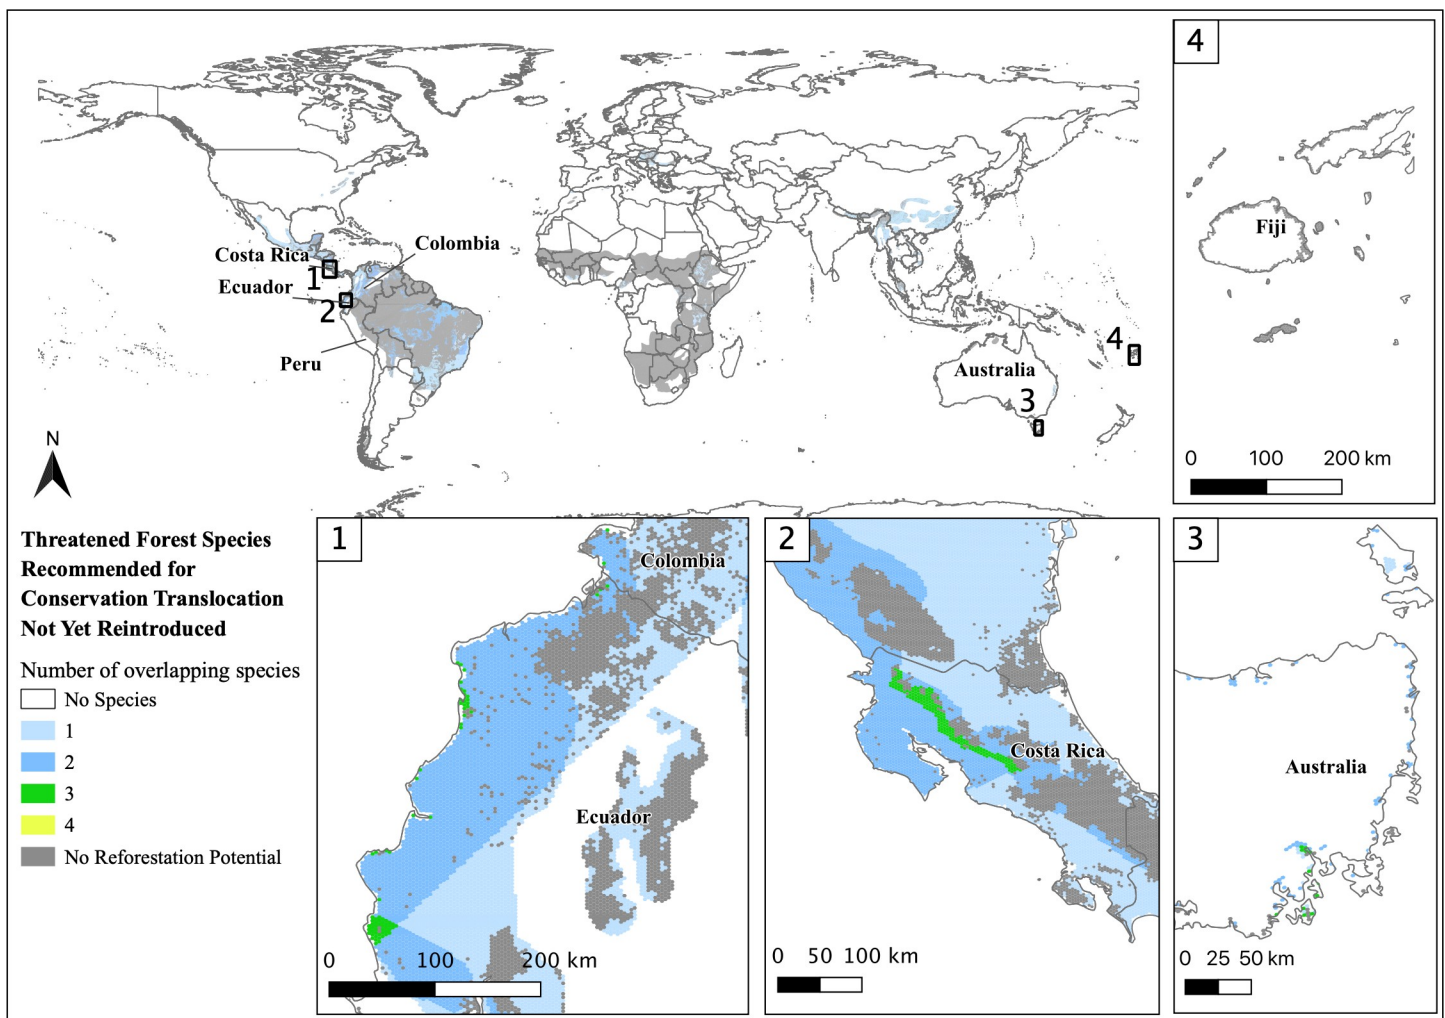 4
Fiji
0 100 200 km
Costa Rica
Colombia
1
Ecuador
2
Peru
4
Australia
3
N
Threatened Forest Species
Recommended for
Conservation Translocation
Not Yet Reintroduced
Number of overlapping species
No Species
1
2
3
4
No Reforestation Potential
1
Colombia
Ecuador
0 100 200 km
2
Costa Rica
0 50 100 km
3
Australia
0 25 50 km